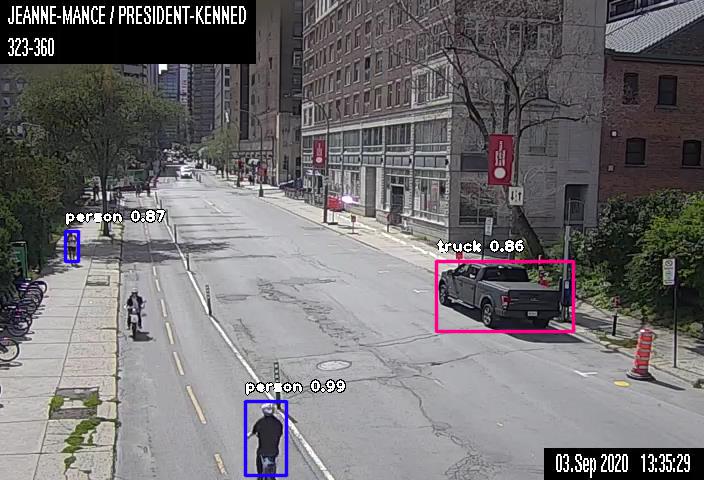 JEANNE-MANCE / PRESIDENT-KENNED
323-360
person 0.87
truck 0.86
person 0.99
03.Sep 2020 13:35:29